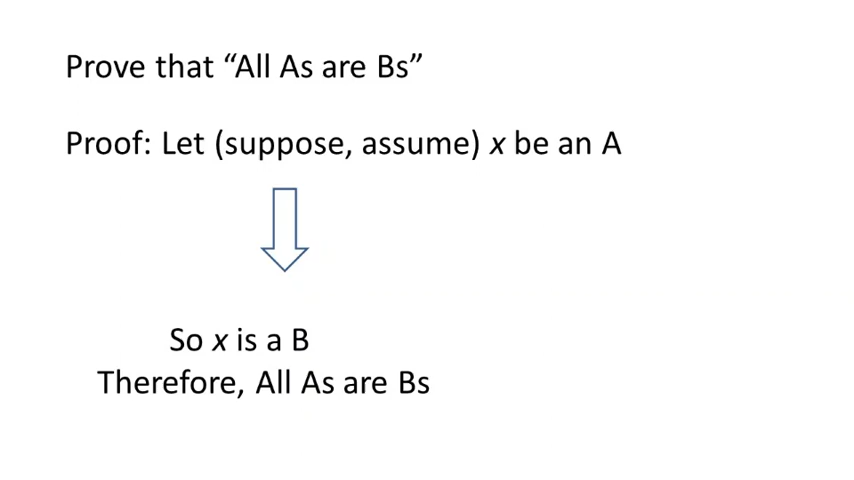 Prove that “All As are Bs”
Proof: Let (suppose, assume) x be an A
So x is a B
Therefore, All As are Bs